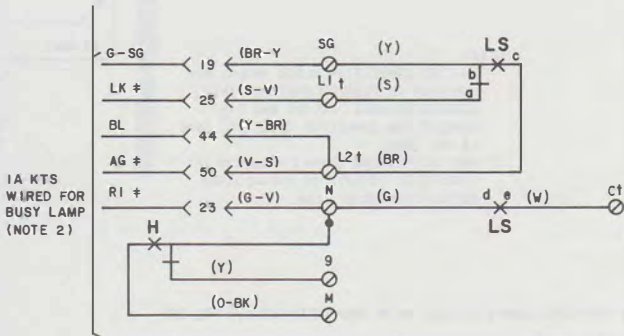 G-SG 19 (BR-Y SG (Y) LS c
b
LK ‡ 25 (S-V) L1† (S) a
BL 44 (Y-BR)
AG ‡ 50 (V-S) L2† (BR)
RI ‡ 23 (G-V) N (G) d e (W) C†
LS
1A KTS
WIRED FOR
BUSY LAMP
(NOTE 2)
H
(Y) 9
(O-BK) M